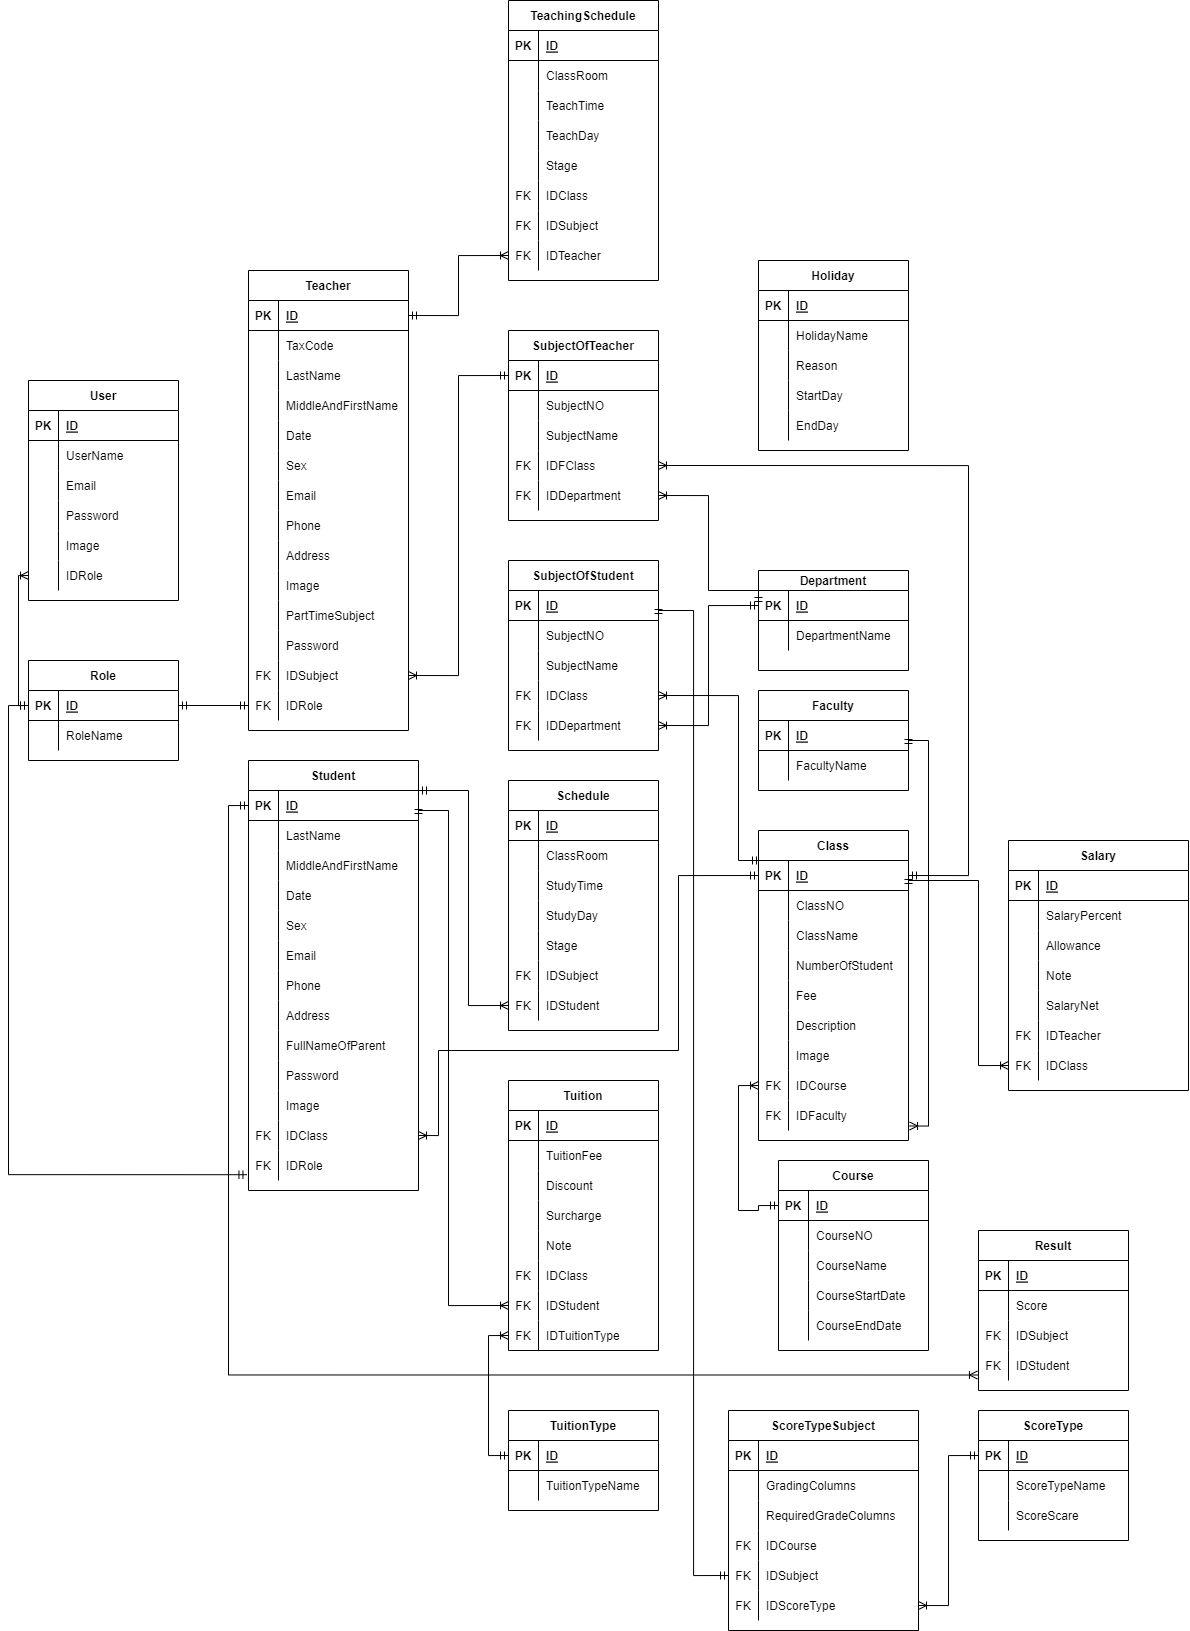 TeachingSchedule
PK ID
ClassRoom
TeachTime
TeachDay
Stage
FK IDClass
FK IDSubject
FK IDTeacher
Teacher
PK ID
TaxCode
LastName
MiddleAndFirstName
Date
Sex
Email
Phone
Address
Image
PartTimeSubject
Password
FK IDSubject
FK IDRole
Holiday
PK ID
HolidayName
Reason
StartDay
EndDay
SubjectOfTeacher
PK ID
SubjectNO
SubjectName
FK IDFClass
FK IDDepartment
User
PK ID
UserName
Email
Password
Image
IDRole
SubjectOfStudent
PK ID
SubjectNO
SubjectName
FK IDClass
FK IDDepartment
Department
PK ID
DepartmentName
Role
PK ID
RoleName
Faculty
PK ID
FacultyName
Student
PK ID
LastName
MiddleAndFirstName
Date
Sex
Email
Phone
Address
FullNameOfParent
Password
Image
FK IDClass
FK IDRole
Schedule
PK ID
ClassRoom
StudyTime
StudyDay
Stage
FK IDSubject
FK IDStudent
Class
PK ID
ClassNO
ClassName
NumberOfStudent
Fee
Description
Image
FK IDCourse
FK IDFaculty
Salary
PK ID
SalaryPercent
Allowance
Note
SalaryNet
FK IDTeacher
FK IDClass
Tuition
PK ID
TuitionFee
Discount
Surcharge
Note
FK IDClass
FK IDStudent
FK IDTuitionType
Course
PK ID
CourseNO
CourseName
CourseStartDate
CourseEndDate
Result
PK ID
Score
FK IDSubject
FK IDStudent
TuitionType
PK ID
TuitionTypeName
ScoreTypeSubject
PK ID
GradingColumns
RequiredGradeColumns
FK IDCourse
FK IDSubject
FK IDScoreType
ScoreType
PK ID
ScoreTypeName
ScoreScare